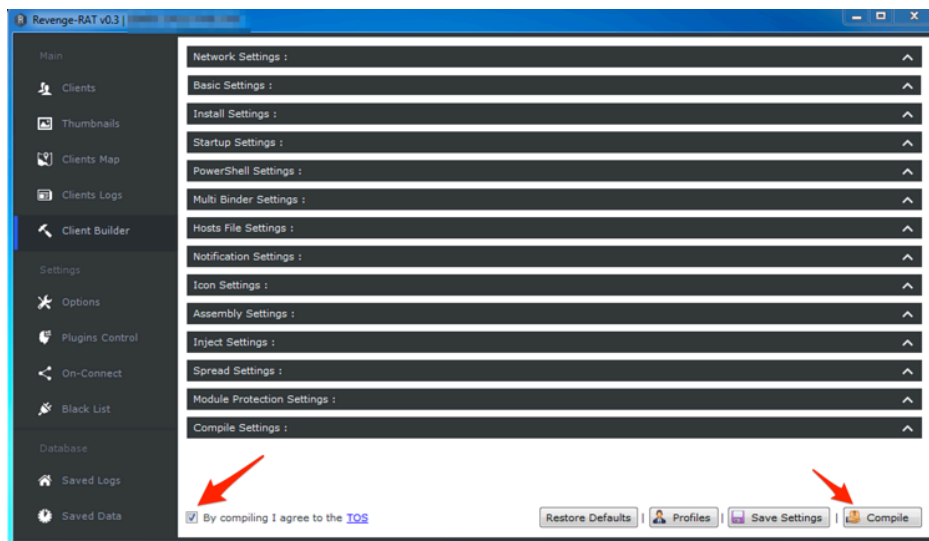 Revenge-RAT v0.3 |
Main
Clients
Thumbnails
Clients Map
Clients Logs
Client Builder
Settings
Options
Plugins Control
On-Connect
Black List
Database
Saved Logs
Saved Data
Network Settings :
Basic Settings :
Install Settings :
Startup Settings :
PowerShell Settings :
Multi Binder Settings :
Hosts File Settings :
Notification Settings :
Icon Settings :
Assembly Settings :
Inject Settings :
Spread Settings :
Module Protection Settings :
Compile Settings :
By compiling I agree to the TOS
Restore Defaults | Profiles | Save Settings | Compile